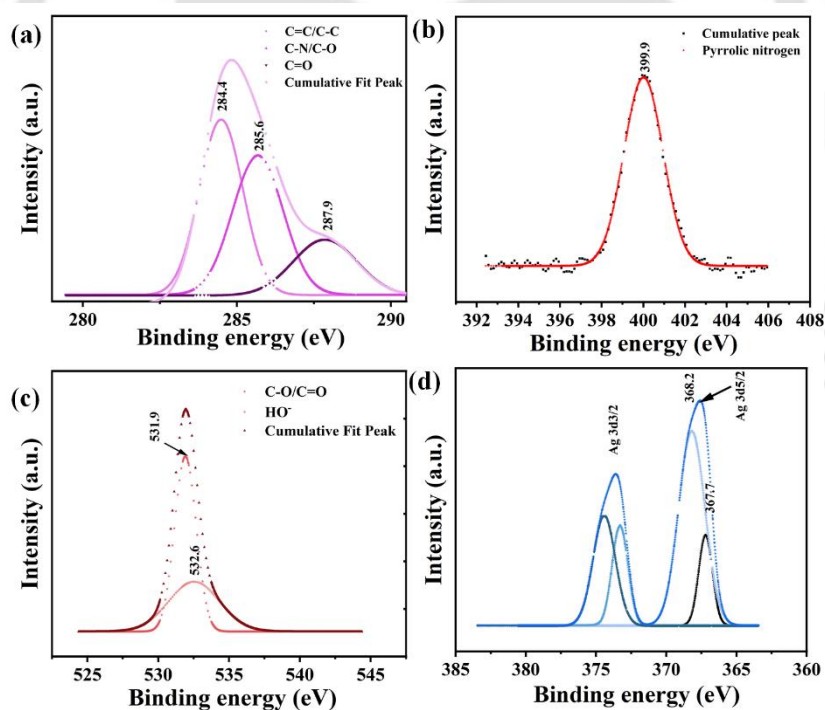 (a)
C=C/C-C
C-N/C-O
C=O
Cumulative Fit Peak
284.4
285.6
287.9
Intensity (a.u.)
280 285 290
Binding energy (eV)
(b)
Cumulative peak
Pyrrolic nitrogen
399.9
Intensity (a.u.)
392 394 396 398 400 402 404 406 408
Binding energy (eV)
(c)
C-O/C=O
HO⁻
Cumulative Fit Peak
531.9
532.6
Intensity (a.u.)
525 530 535 540 545
Binding energy (eV)
(d)
Ag 3d3/2
368.2
Ag 3d5/2
367.7
Intensity (a.u.)
385 380 375 370 365 360
Binding energy (eV)